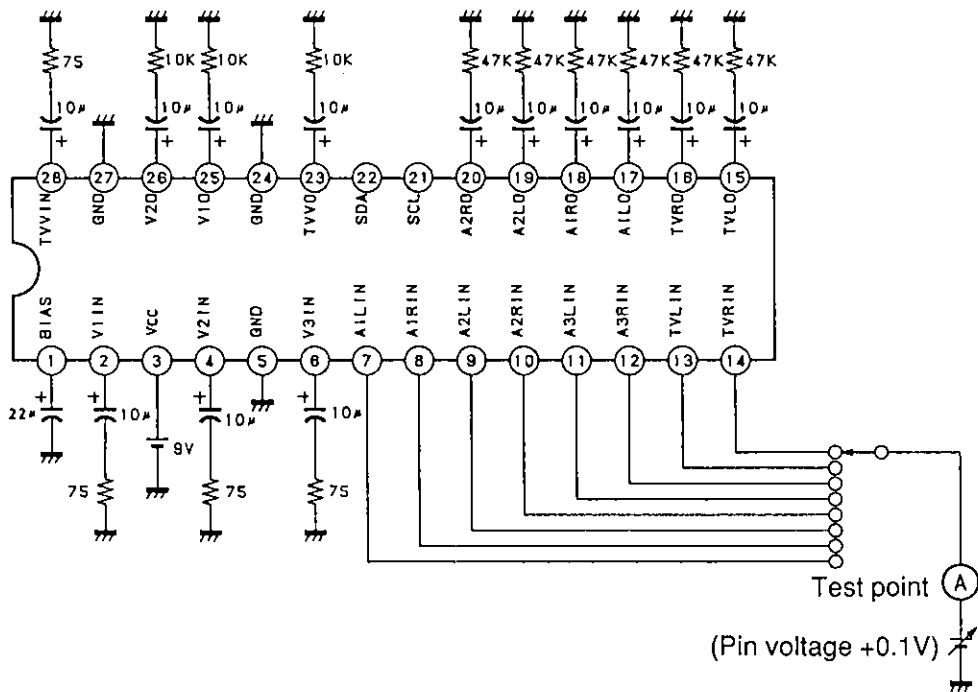 75 10K 10K 10K 47K 47K 47K 47K 47K 47K
10μ 10μ 10μ 10μ 10μ 10μ 10μ 10μ 10μ 10μ
+ + + + + + + + + +
28 27 26 25 24 23 22 21 20 19 18 17 16 15
TVVIN GND V2O V1O GND TVVO SDA SCL A2RO A2LO A1RO A1LO TVRO TVLO
BIAS V1IN VCC V2IN GND V3IN A1LIN A1RIN A2LIN A2RIN A3LIN A3RIN TVLIN TVRIN
1 2 3 4 5 6 7 8 9 10 11 12 13 14
+ + + +
22μ 10μ 10μ 10μ
9V
75 75 75
Test point A
(Pin voltage +0.1V)